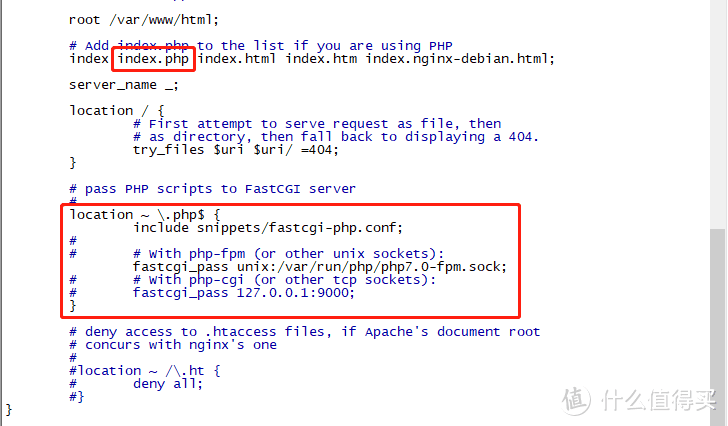 root /var/www/html;
# Add index.php to the list if you are using PHP
index index.php index.html index.htm index.nginx-debian.html;
server_name _;
location / {
# First attempt to serve request as file, then
# as directory, then fall back to displaying a 404.
try_files $uri $uri/ =404;
}
# pass PHP scripts to FastCGI server
#
location ~ \.php$ {
include snippets/fastcgi-php.conf;
#
# # With php-fpm (or other unix sockets):
fastcgi_pass unix:/var/run/php/php7.0-fpm.sock;
# # With php-cgi (or other tcp sockets):
# fastcgi_pass 127.0.0.1:9000;
}
# deny access to .htaccess files, if Apache's document root
# concurs with nginx's one
#
#location ~ /\.ht {
# deny all;
#}
}
值 什么值得买